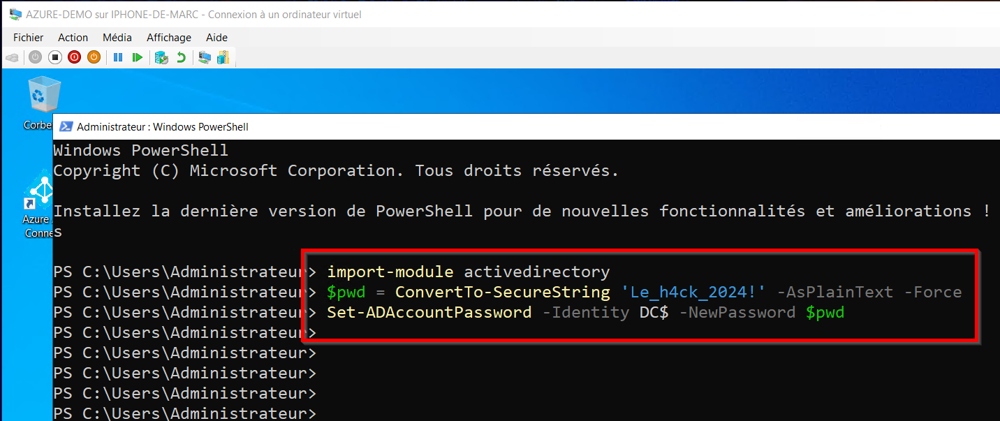 AZURE-DEMO sur IPHONE-DE-MARC - Connexion à un ordinateur virtuel
Fichier Action Média Affichage Aide
Corbe
Administrateur : Windows PowerShell
Windows PowerShell
Copyright (C) Microsoft Corporation. Tous droits réservés.
Installez la dernière version de PowerShell pour de nouvelles fonctionnalités et améliorations !
Azure
Conne
s
PS C:\Users\Administrateur> import-module activedirectory
PS C:\Users\Administrateur> $pwd = ConvertTo-SecureString 'Le_h4ck_2024!' -AsPlainText -Force
PS C:\Users\Administrateur> Set-ADAccountPassword -Identity DC$ -NewPassword $pwd
PS C:\Users\Administrateur>
PS C:\Users\Administrateur>
PS C:\Users\Administrateur>
PS C:\Users\Administrateur>
PS C:\Users\Administrateur>